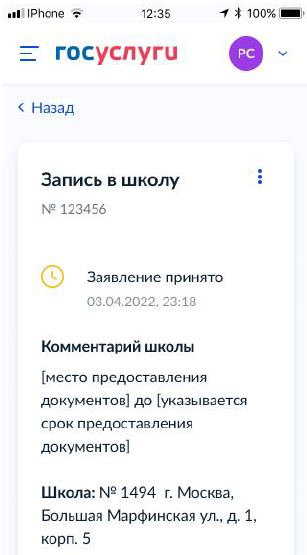 IPhone 12:35 100%
госуслуги РС
Назад
Запись в школу
№ 123456
Заявление принято
03.04.2022, 23:18
Комментарий школы
[место предоставления
документов] до [указывается
срок предоставления
документов]
Школа: № 1494 г. Москва,
Большая Марфинская ул., д. 1,
корп. 5